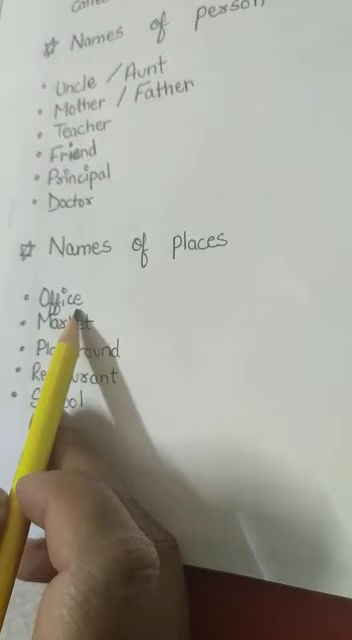 ☆ Names of person
• Uncle / Aunt
• Mother / Father
• Teacher
• Friend
• Principal
• Doctor
☆ Names of places
• Office
• Market
• Playground
• Restaurant
• School